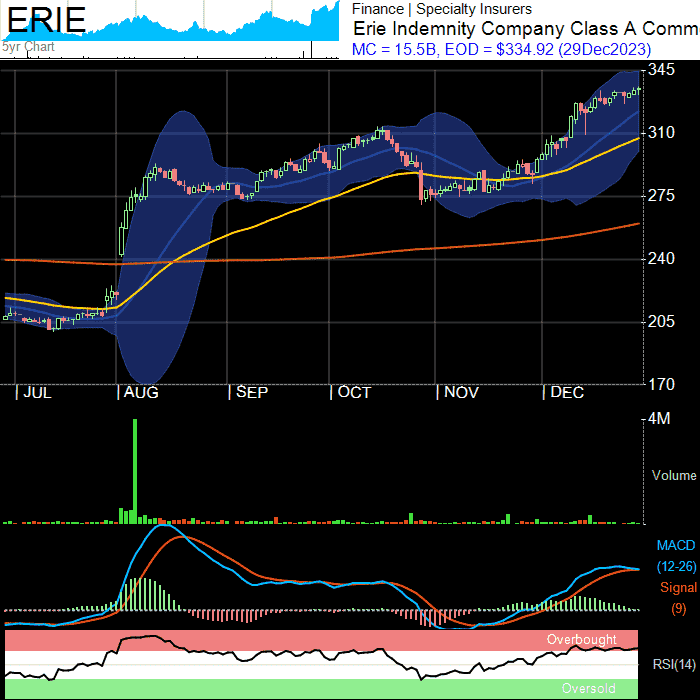 ERIE
5yr Chart
Finance | Specialty Insurers
Erie Indemnity Company Class A Comm
MC = 15.5B, EOD = $334.92 (29Dec2023)
345
310
275
240
205
170
JUL AUG SEP OCT NOV DEC
4M
Volume
MACD
(12-26)
Signal
(9)
Overbought
RSI(14)
Oversold